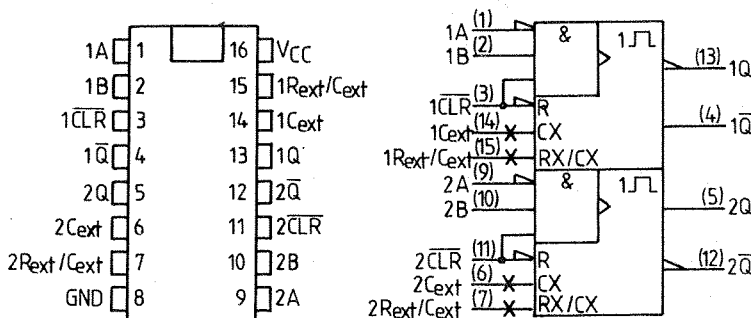 1A 1 16 VCC
1B 2 15 1Rext/Cext
1CLR 3 14 1Cext
1Q 4 13 1Q
2Q 5 12 2Q
2Cext 6 11 2CLR
2Rext/Cext 7 10 2B
GND 8 9 2A
1A (1) & 1
1B (2) (13) 1Q
1CLR (3) R
1Cext (14) CX (4) 1Q
1Rext/Cext (15) RX/CX
2A (9) & 1
2B (10) (5) 2Q
2CLR (11) R (12) 2Q
2Cext (6) CX
2Rext/Cext (7) RX/CX